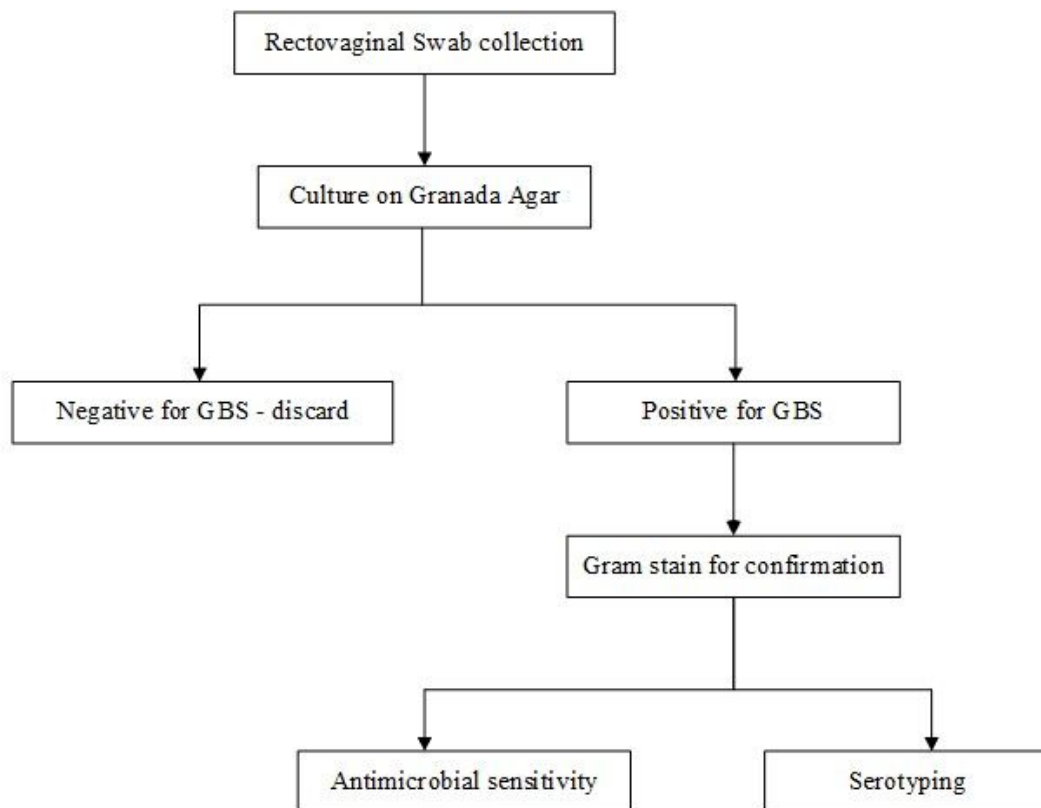 Rectovaginal Swab collection
Culture on Granada Agar
Negative for GBS - discard
Positive for GBS
Gram stain for confirmation
Antimicrobial sensitivity
Serotyping